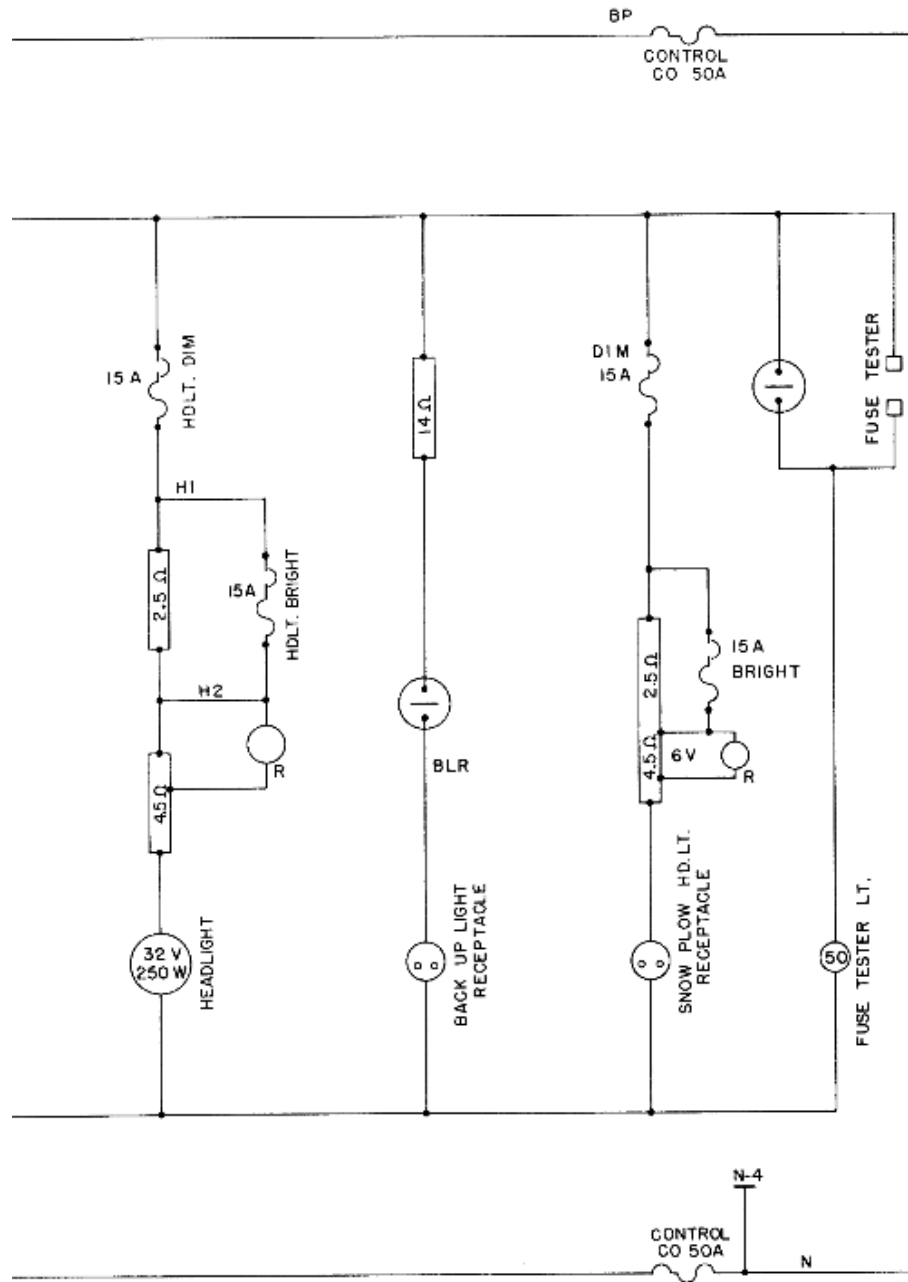 BP
CONTROL
CO 50A
15 A
HDLT. DIM
14 Ω
DIM
15A
FUSE TESTER
H1
2.5 Ω
15A
HDLT. BRIGHT
H2
R
4.5 Ω
32 V
250 W
HEADLIGHT
BLR
BACK UP LIGHT
RECEPTACLE
2.5 Ω
15 A
BRIGHT
4.5 Ω
6 V
R
SNOW PLOW HD. LT.
RECEPTACLE
50
FUSE TESTER LT.
N-4
CONTROL
CO 50A
N